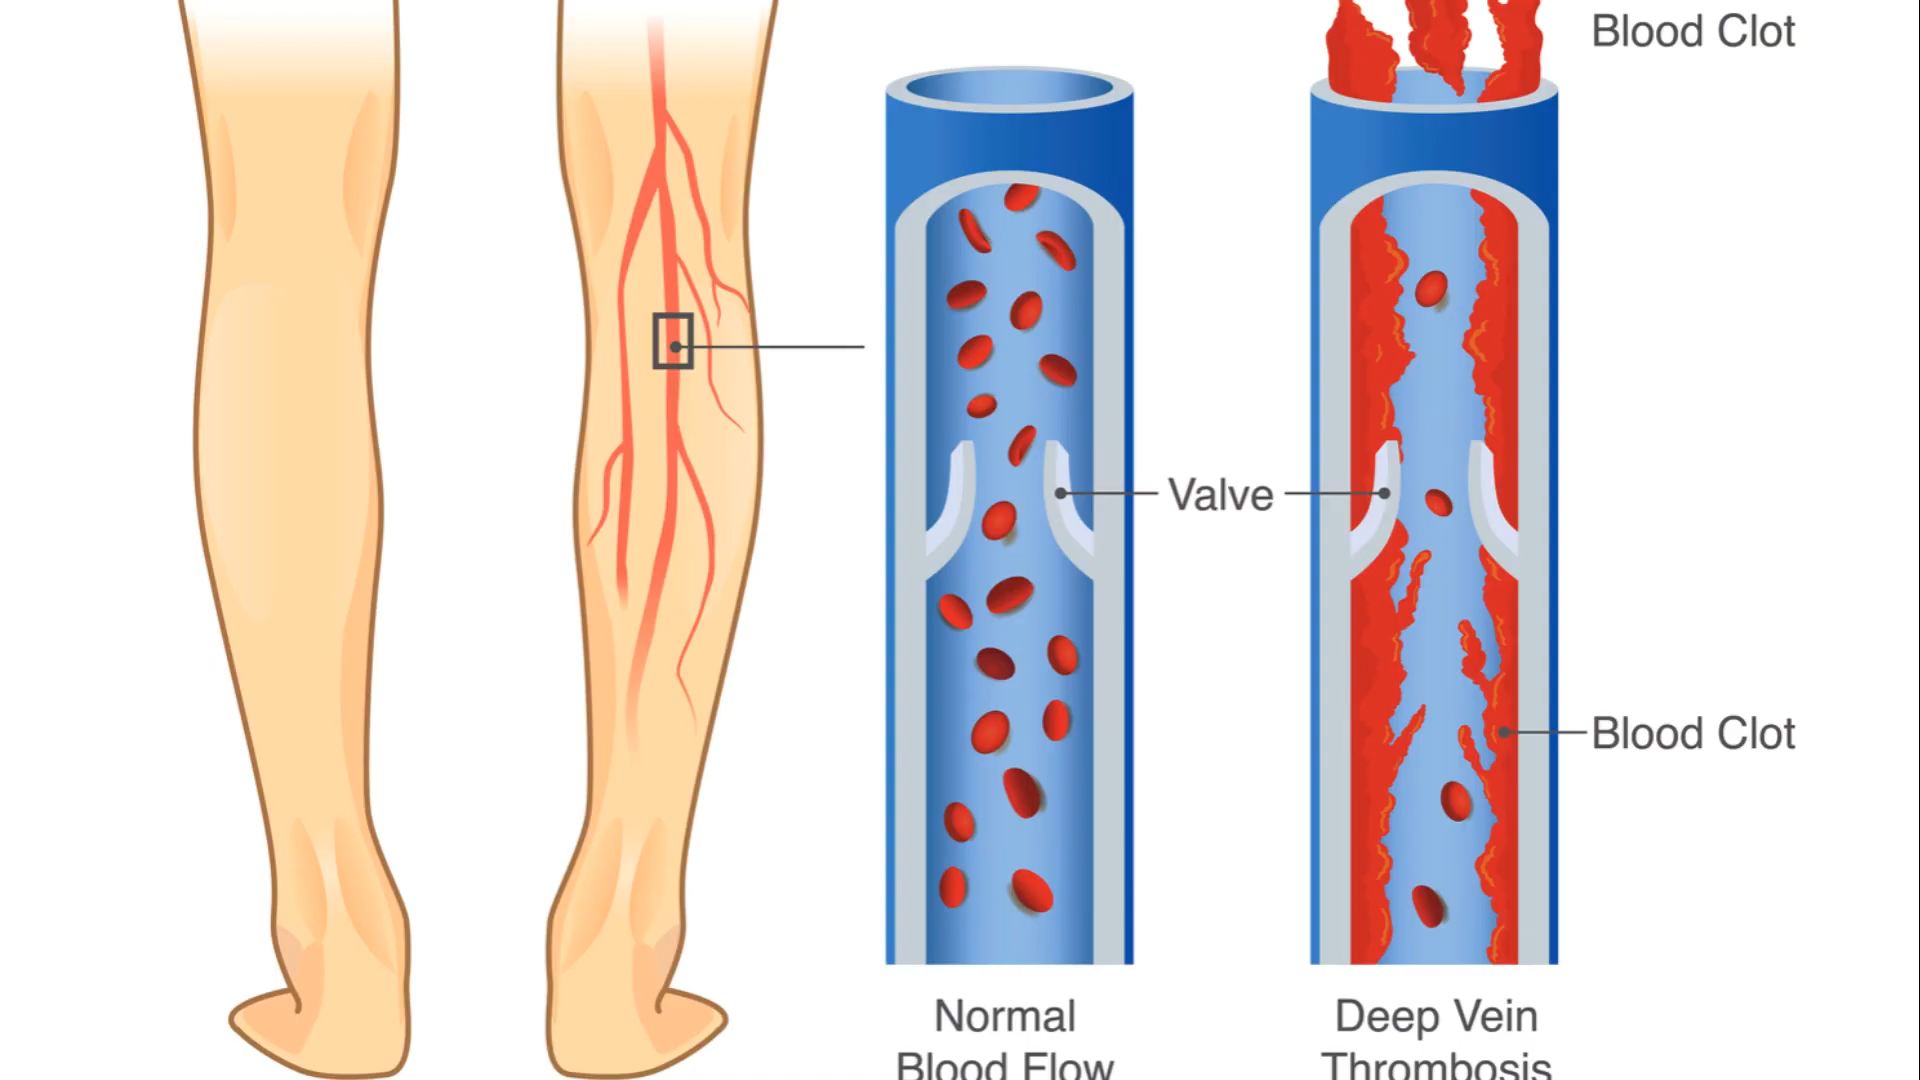 Blood Clot
Valve
Blood Clot
Normal
Blood Flow
Deep Vein
Thrombosis